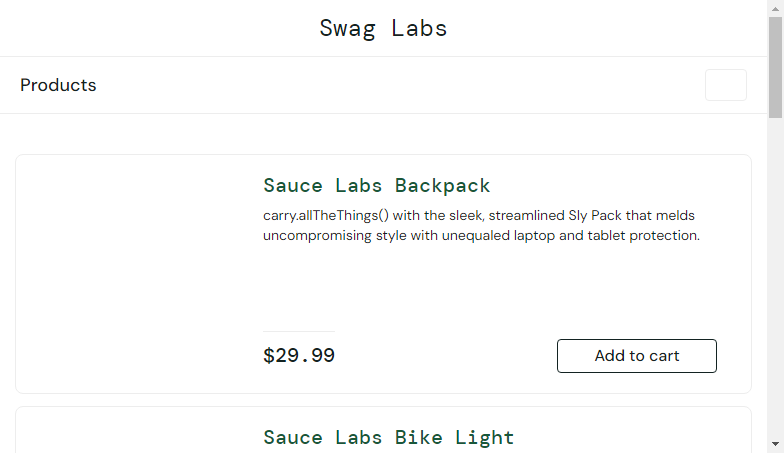 Swag Labs
Products
Sauce Labs Backpack
carry.allTheThings() with the sleek, streamlined Sly Pack that melds
uncompromising style with unequaled laptop and tablet protection.
$29.99
Add to cart
Sauce Labs Bike Light